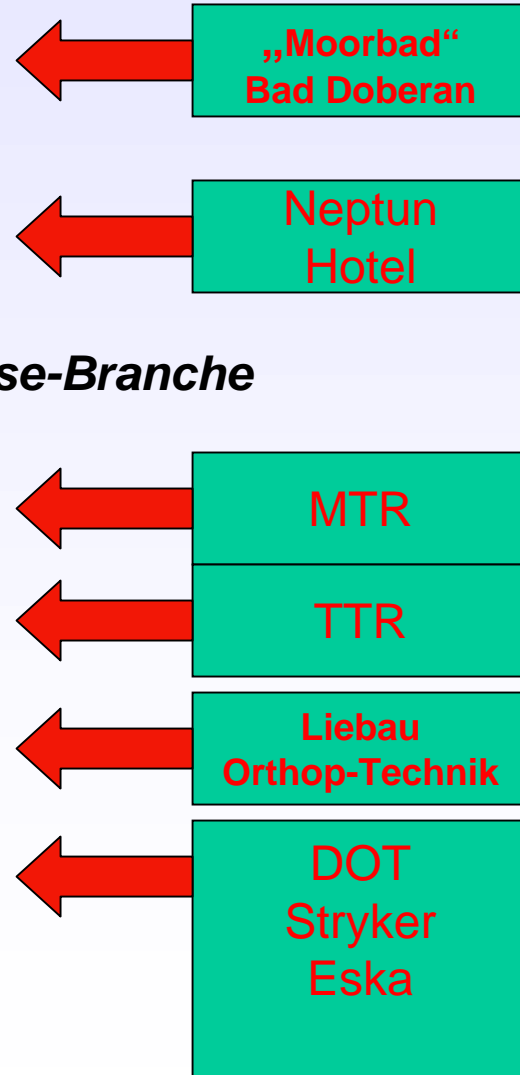 „Moorbad“
Bad Doberan
Neptun
Hotel
se-Branche
MTR
TTR
Liebau
Orthop-Technik
DOT
Stryker
Eska